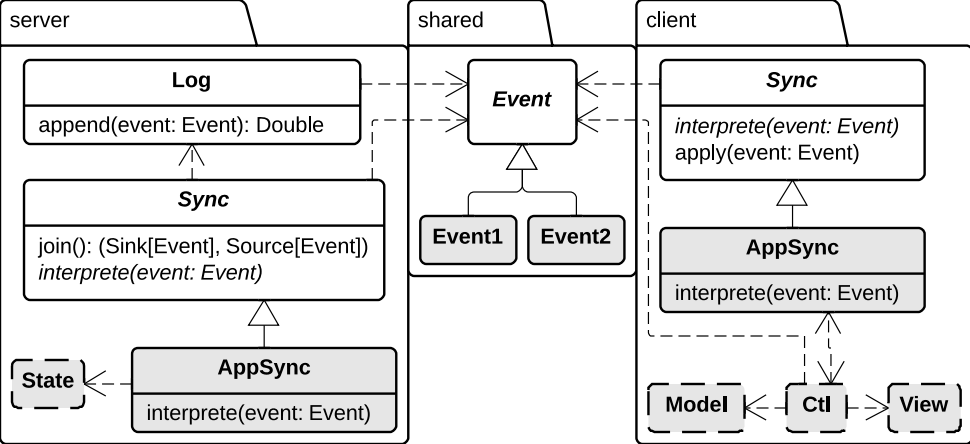 server
Log
append(event: Event): Double
Sync
join(): (Sink[Event], Source[Event])
interprete(event: Event)
AppSync
interprete(event: Event)
State
shared
Event
Event1
Event2
client
Sync
interprete(event: Event)
apply(event: Event)
AppSync
interprete(event: Event)
Model
Ctl
View